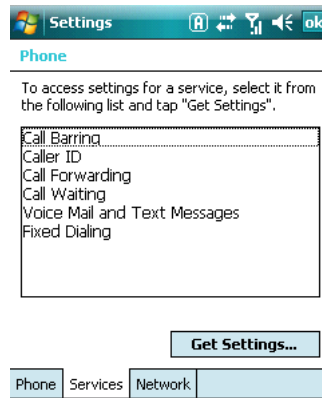 Settings
A
ok
Phone
To access settings for a service, select it from
the following list and tap "Get Settings".
Call Barring
Caller ID
Call Forwarding
Call Waiting
Voice Mail and Text Messages
Fixed Dialing
Get Settings...
Phone Services Network